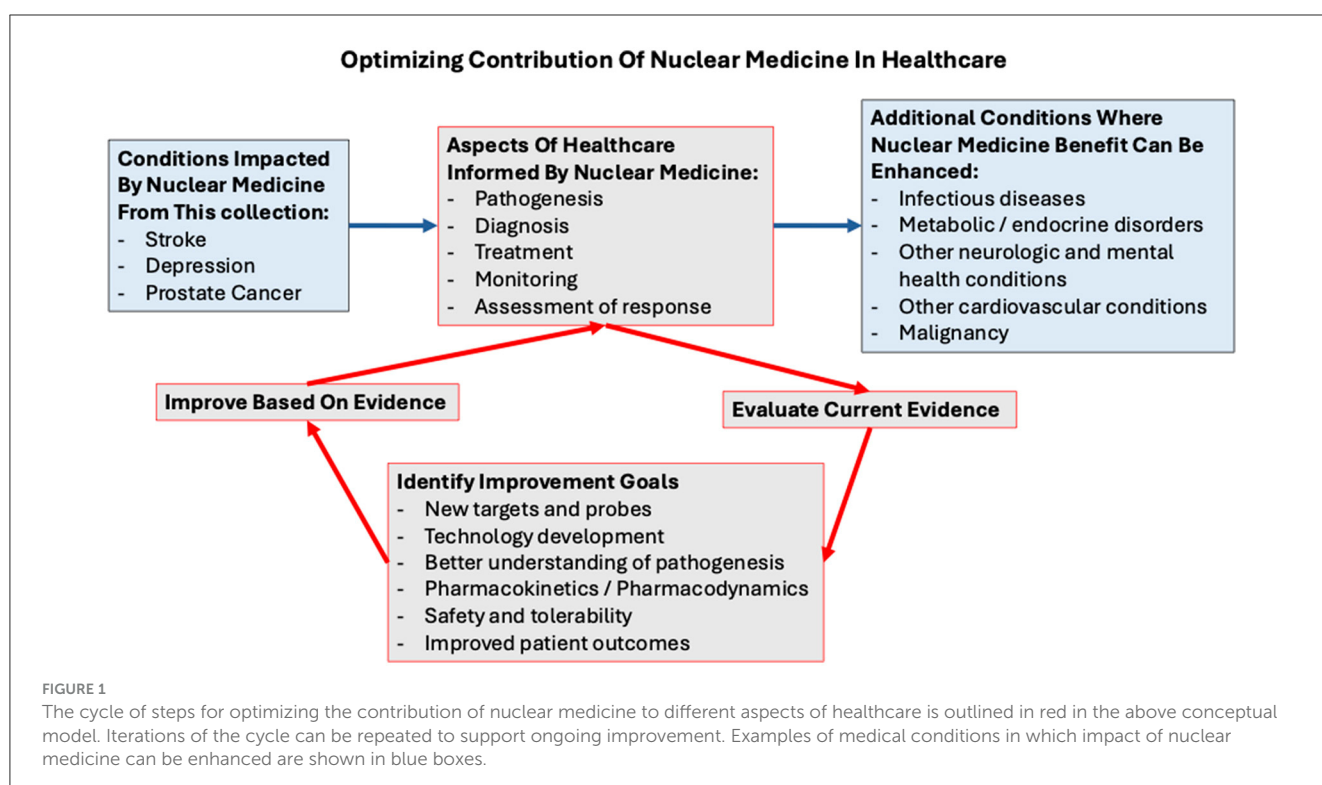 Optimizing Contribution Of Nuclear Medicine In Healthcare
Conditions Impacted
By Nuclear Medicine
From This collection:
- Stroke
- Depression
- Prostate Cancer
Aspects Of Healthcare
Informed By Nuclear Medicine:
- Pathogenesis
- Diagnosis
- Treatment
- Monitoring
- Assessment of response
Additional Conditions Where
Nuclear Medicine Benefit Can Be
Enhanced:
- Infectious diseases
- Metabolic / endocrine disorders
- Other neurologic and mental
health conditions
- Other cardiovascular conditions
- Malignancy
Improve Based On Evidence
Evaluate Current Evidence
Identify Improvement Goals
- New targets and probes
- Technology development
- Better understanding of pathogenesis
- Pharmacokinetics / Pharmacodynamics
- Safety and tolerability
- Improved patient outcomes
FIGURE 1
The cycle of steps for optimizing the contribution of nuclear medicine to different aspects of healthcare is outlined in red in the above conceptual
model. Iterations of the cycle can be repeated to support ongoing improvement. Examples of medical conditions in which impact of nuclear
medicine can be enhanced are shown in blue boxes.